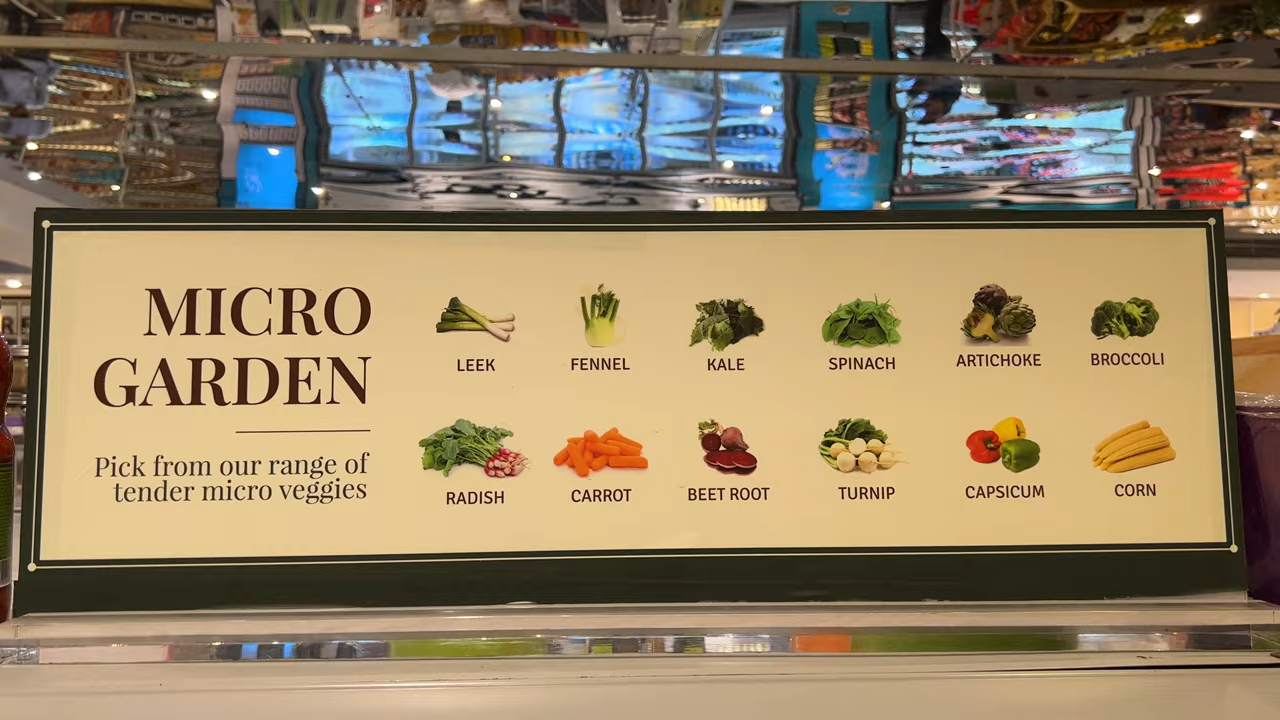 MICRO
GARDEN
Pick from our range of
tender micro veggies
LEEK
FENNEL
KALE
SPINACH
ARTICHOKE
BROCCOLI
RADISH
CARROT
BEET ROOT
TURNIP
CAPSICUM
CORN